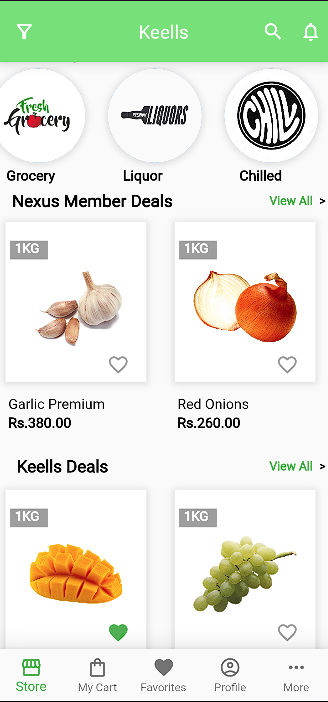 Keells
Fresh
Grocery
LIQUORS
CHILL
Grocery Liquor Chilled
Nexus Member Deals View All >
1KG 1KG
Garlic Premium Red Onions
Rs.380.00 Rs.260.00
Keells Deals View All >
1KG 1KG
Store My Cart Favorites Profile More